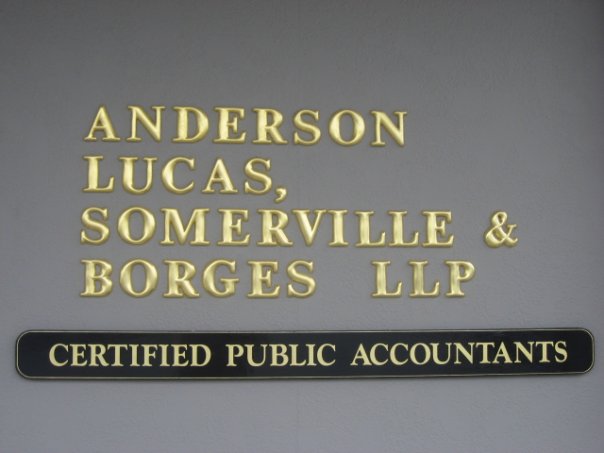 ANDERSON
LUCAS,
SOMERVILLE &
BORGES LLP
CERTIFIED PUBLIC ACCOUNTANTS